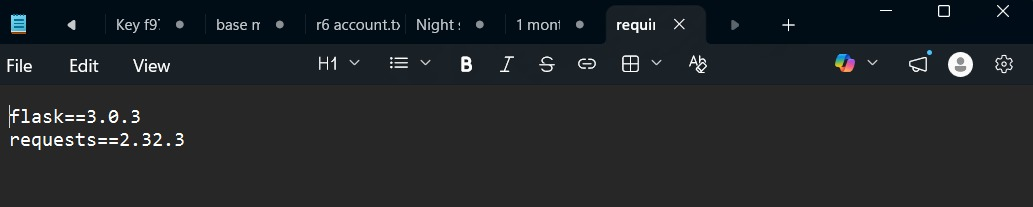 Key f9
base
r6 account.tx
Night
1 mont
requi
File Edit View H1 B I S
flask==3.0.3
requests==2.32.3